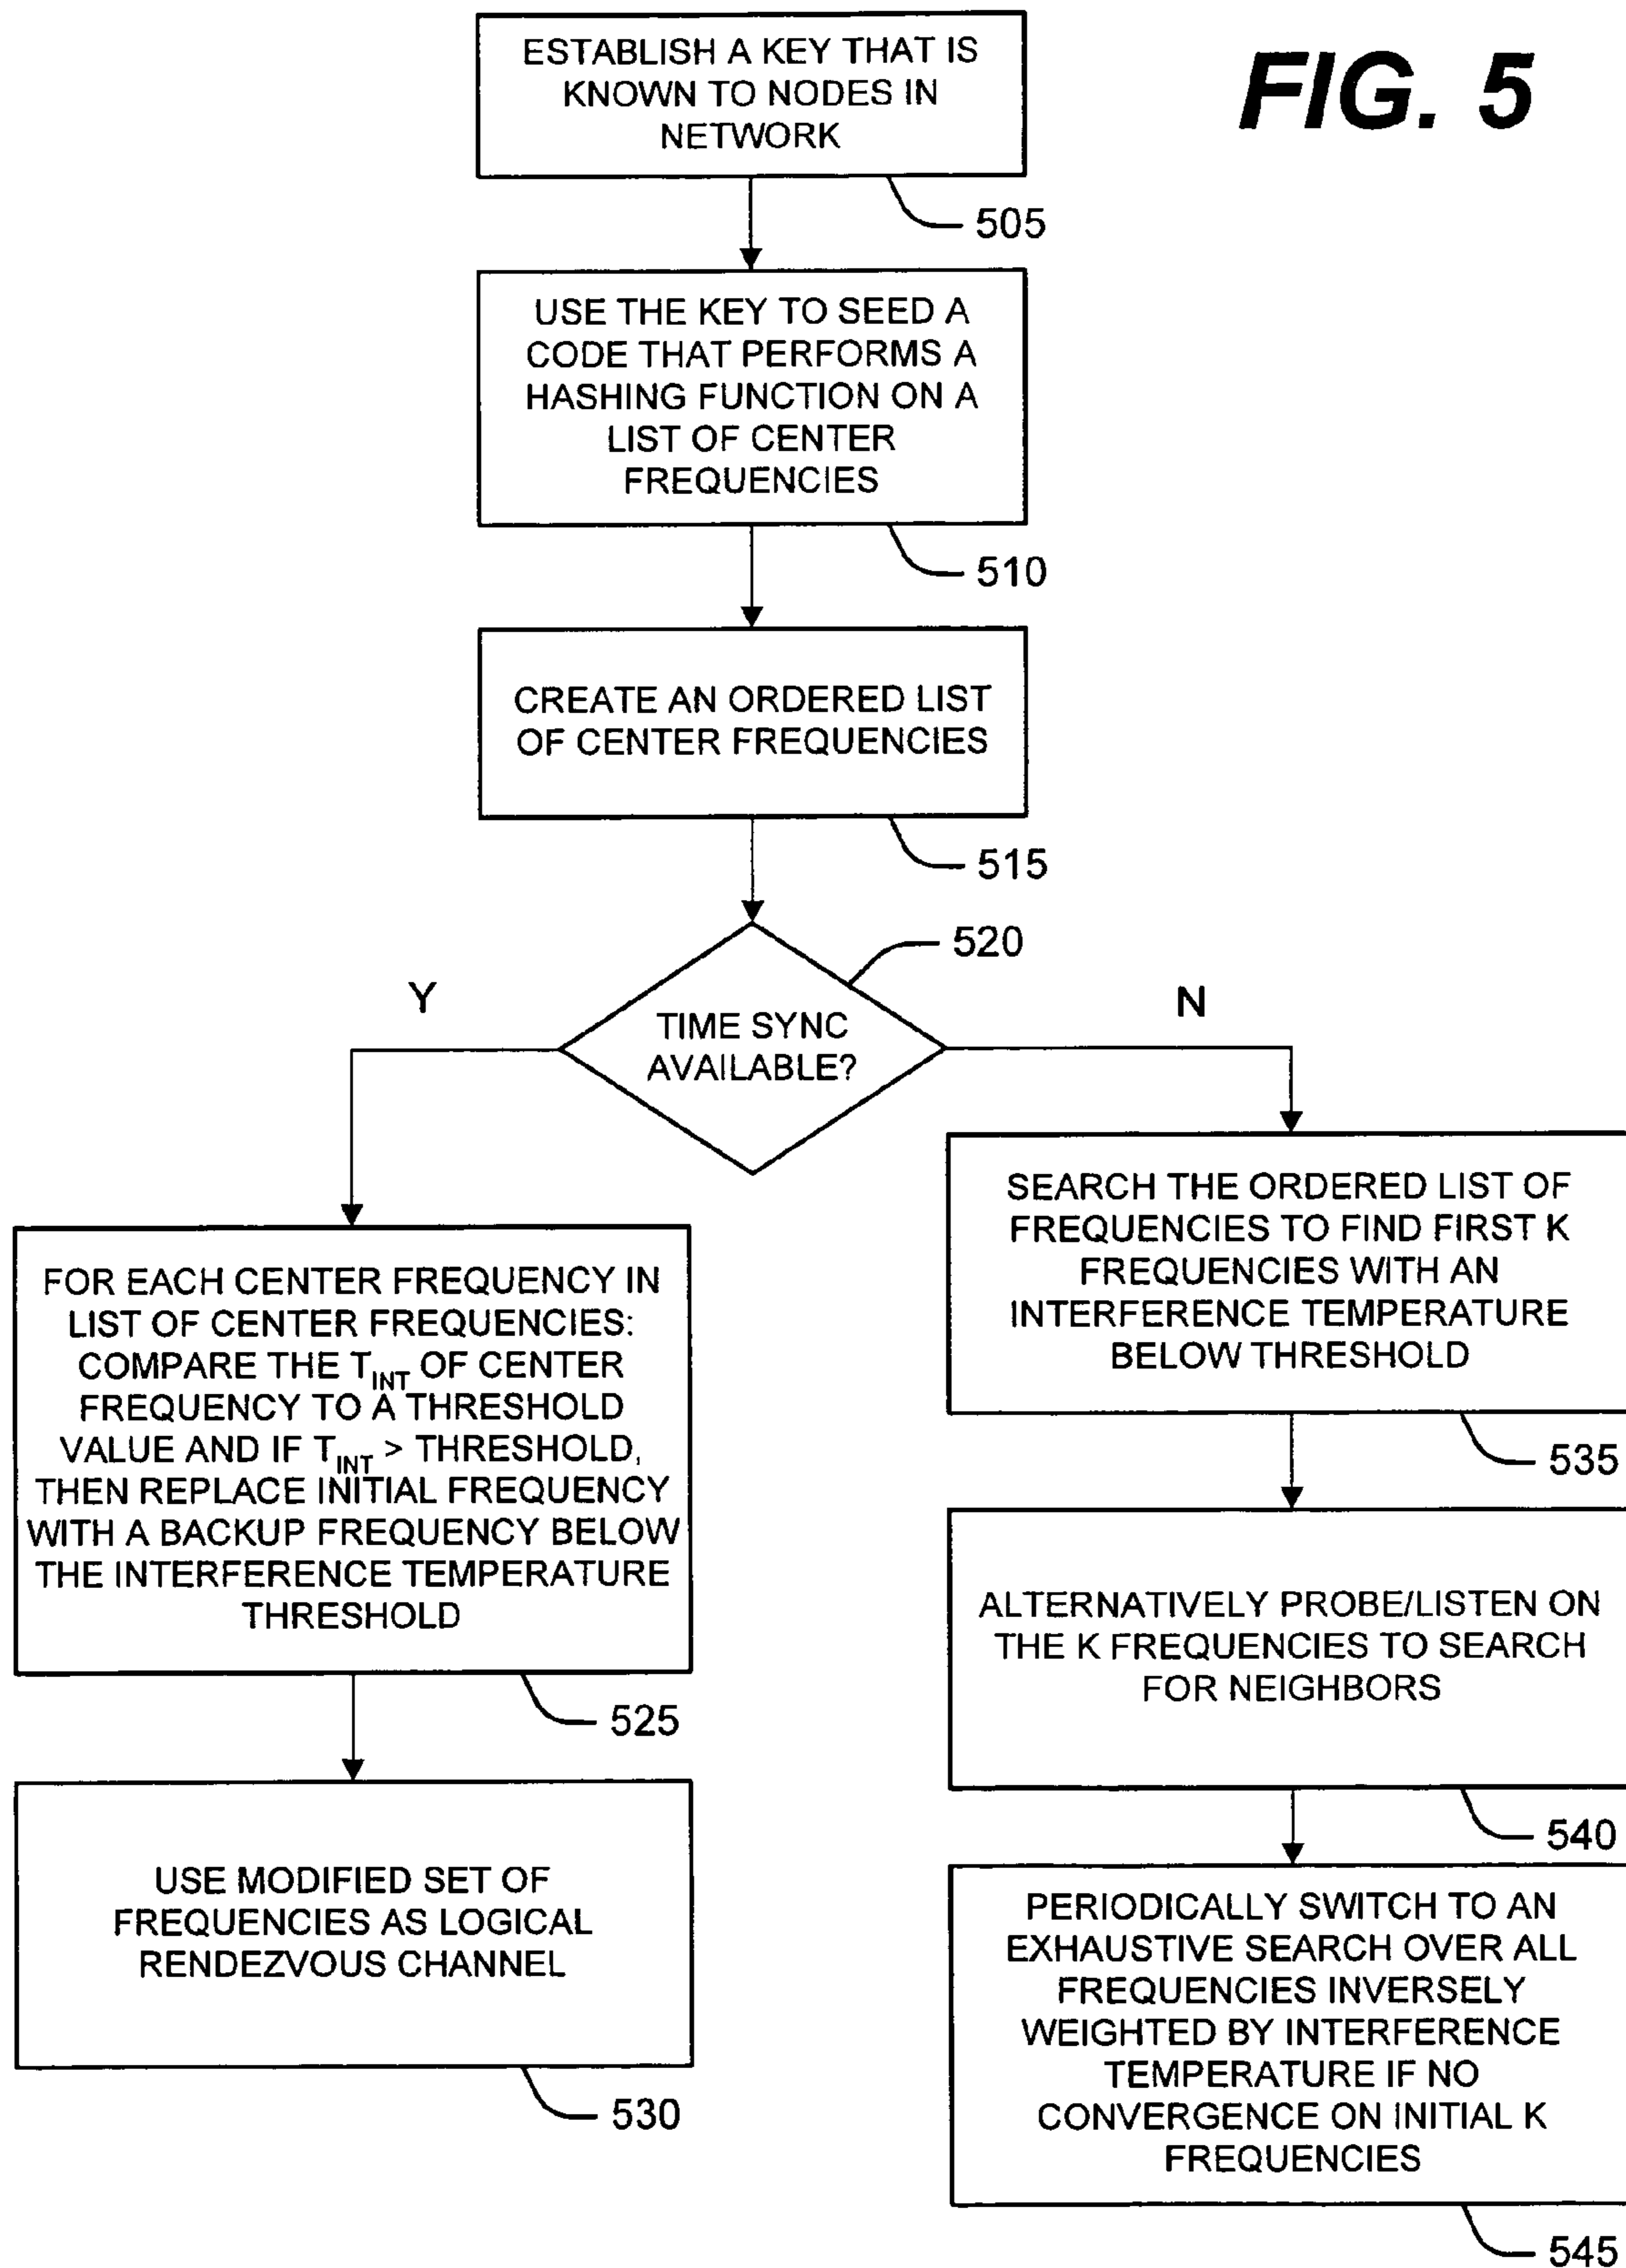 FIG. 5
ESTABLISH A KEY THAT IS
KNOWN TO NODES IN
NETWORK
505
USE THE KEY TO SEED A
CODE THAT PERFORMS A
HASHING FUNCTION ON A
LIST OF CENTER
FREQUENCIES
510
CREATE AN ORDERED LIST
OF CENTER FREQUENCIES
515
520
TIME SYNC
AVAILABLE?
Y
N
FOR EACH CENTER FREQUENCY IN
LIST OF CENTER FREQUENCIES:
COMPARE THE T_INT OF CENTER
FREQUENCY TO A THRESHOLD
VALUE AND IF T_INT > THRESHOLD,
THEN REPLACE INITIAL FREQUENCY
WITH A BACKUP FREQUENCY BELOW
THE INTERFERENCE TEMPERATURE
THRESHOLD
525
USE MODIFIED SET OF
FREQUENCIES AS LOGICAL
RENDEZVOUS CHANNEL
530
SEARCH THE ORDERED LIST OF
FREQUENCIES TO FIND FIRST K
FREQUENCIES WITH AN
INTERFERENCE TEMPERATURE
BELOW THRESHOLD
535
ALTERNATIVELY PROBE/LISTEN ON
THE K FREQUENCIES TO SEARCH
FOR NEIGHBORS
540
PERIODICALLY SWITCH TO AN
EXHAUSTIVE SEARCH OVER ALL
FREQUENCIES INVERSELY
WEIGHTED BY INTERFERENCE
TEMPERATURE IF NO
CONVERGENCE ON INITIAL K
FREQUENCIES
545